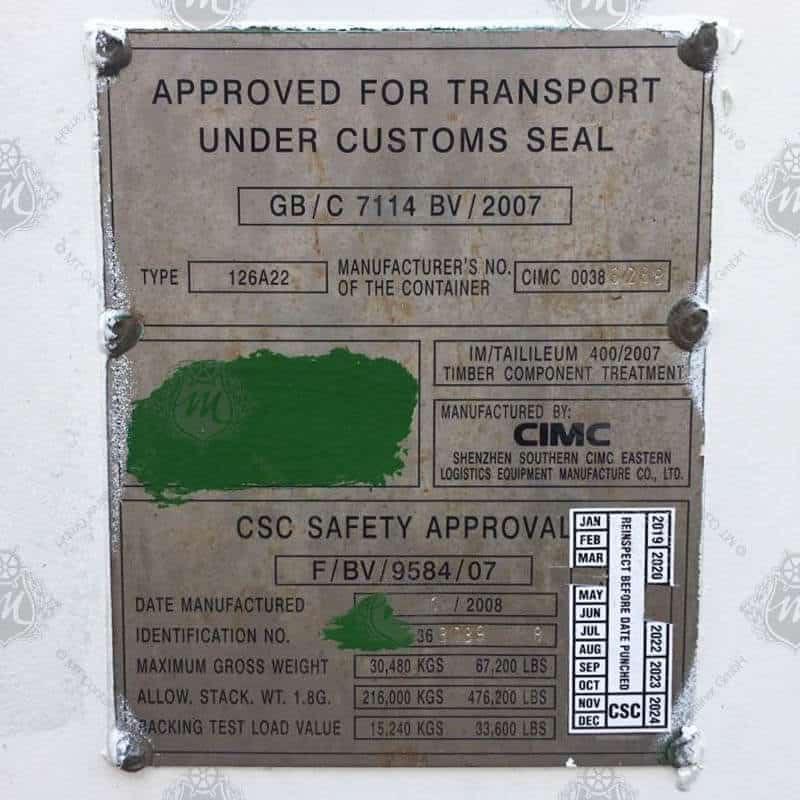 APPROVED FOR TRANSPORT
UNDER CUSTOMS SEAL
GB/C 7114 BV/2007
TYPE 126A22
MANUFACTURER'S NO.
OF THE CONTAINER
CIMC 0038
IM/TAILILEUM 400/2007
TIMBER COMPONENT TREATMENT
MANUFACTURED BY:
CIMC
SHENZHEN SOUTHERN CIMC EASTERN
LOGISTICS EQUIPMENT MANUFACTURE CO., LTD.
CSC SAFETY APPROVAL
F/BV/9584/07
DATE MANUFACTURED / 2008
IDENTIFICATION NO.
MAXIMUM GROSS WEIGHT 30,480 KGS 67,200 LBS
ALLOW. STACK. WT. 1.8G. 216,000 KGS 476,200 LBS
RACKING TEST LOAD VALUE 15,240 KGS 33,600 LBS
JAN
FEB
MAR
MAY
JUN
JUL
AUG
SEP
OCT
NOV
DEC
REINSPECT BEFORE DATE PUNCHED
CSC
2019 2020
2022 2023 2024